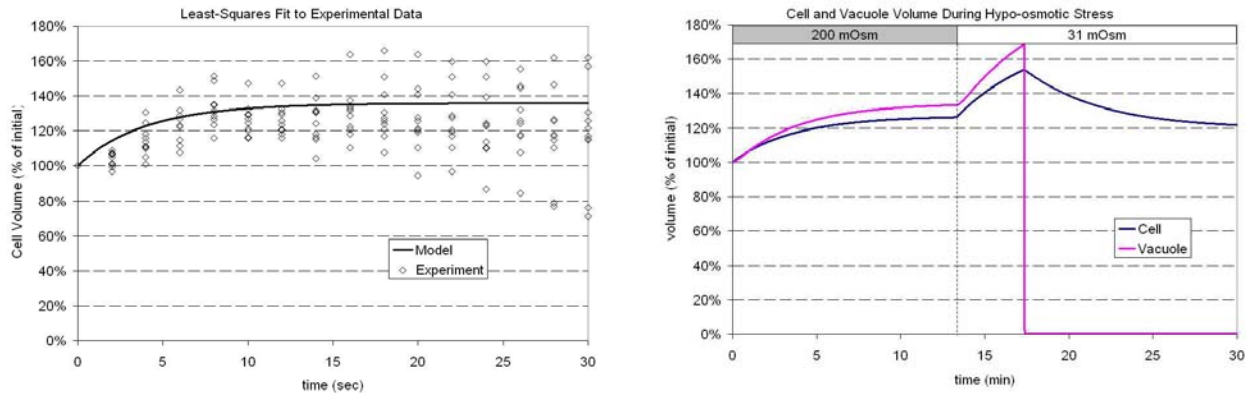 Least-Squares Fit to Experimental Data
180%
160%
140%
120%
100%
80%
60%
40%
20%
0%
Cell Volume (% of initial)
Model
Experiment
0 5 10 15 20 25 30
time (sec)
Cell and Vacuole Volume During Hypo-osmotic Stress
200 mOsm 31 mOsm
180%
160%
140%
120%
100%
80%
60%
40%
20%
0%
volume (% of initial)
Cell
Vacuole
0 5 10 15 20 25 30
time (min)